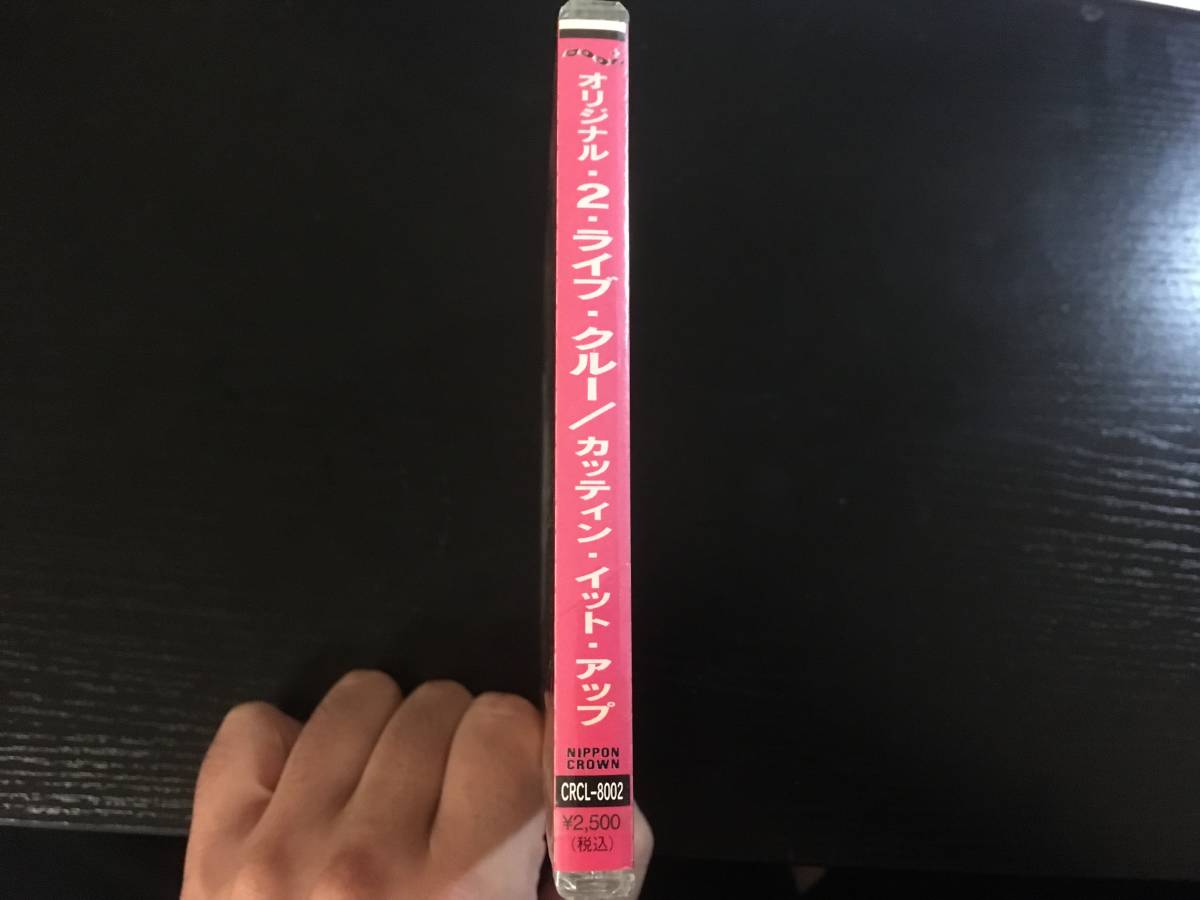 オリジナル・2・ライブ・クルー/カッティン・イット・アップ
NIPPON
CROWN
CRCL-8002
¥2,500
(税込)